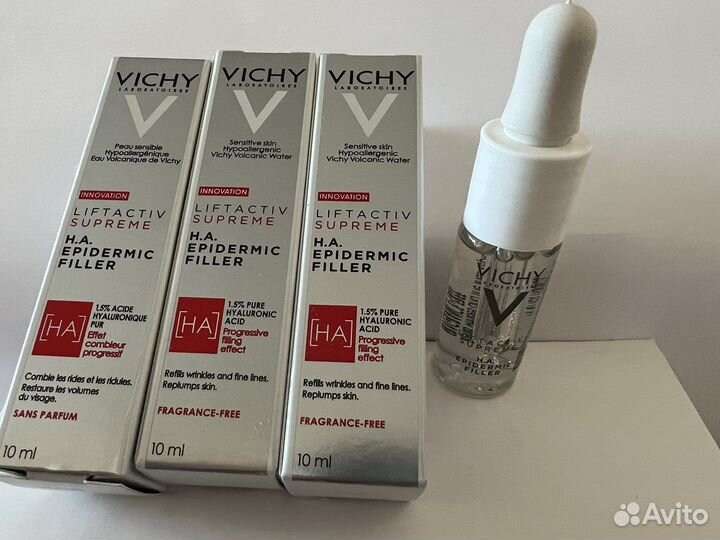 VICHY
LABORATOIRES
V
Peau sensible
Hypoallergénique
Eau Volcanique de Vichy
INNOVATION
LIFTACTIV
SUPREME
H.A.
EPIDERMIC
FILLER
[HA]
1.5% ACIDE
HYALURONIQUE
PUR
Effet
combleur
progressif
Comble les rides et les ridules.
Restaure les volumes
du visage.
SANS PARFUM
10 ml
VICHY
LABORATOIRES
V
Sensitive skin
Hypoallergenic
Vichy Volcanic Water
INNOVATION
LIFTACTIV
SUPREME
H.A.
EPIDERMIC
FILLER
[HA]
1.5% PURE
HYALURONIC
ACID
Progressive
filling
effect
Refills wrinkles and fine lines.
Replumps skin.
FRAGRANCE-FREE
10 ml
VICHY
LABORATOIRES
V
Sensitive skin
Hypoallergenic
Vichy Volcanic Water
INNOVATION
LIFTACTIV
SUPREME
H.A.
EPIDERMIC
FILLER
[HA]
1.5% PURE
HYALURONIC
ACID
Progressive
filling
effect
Refills wrinkles and fine lines.
Replumps skin.
FRAGRANCE-FREE
10 ml
VICHY
LABORATOIRES
V
H.A.
EPIDERMIC
FILLER
Avito